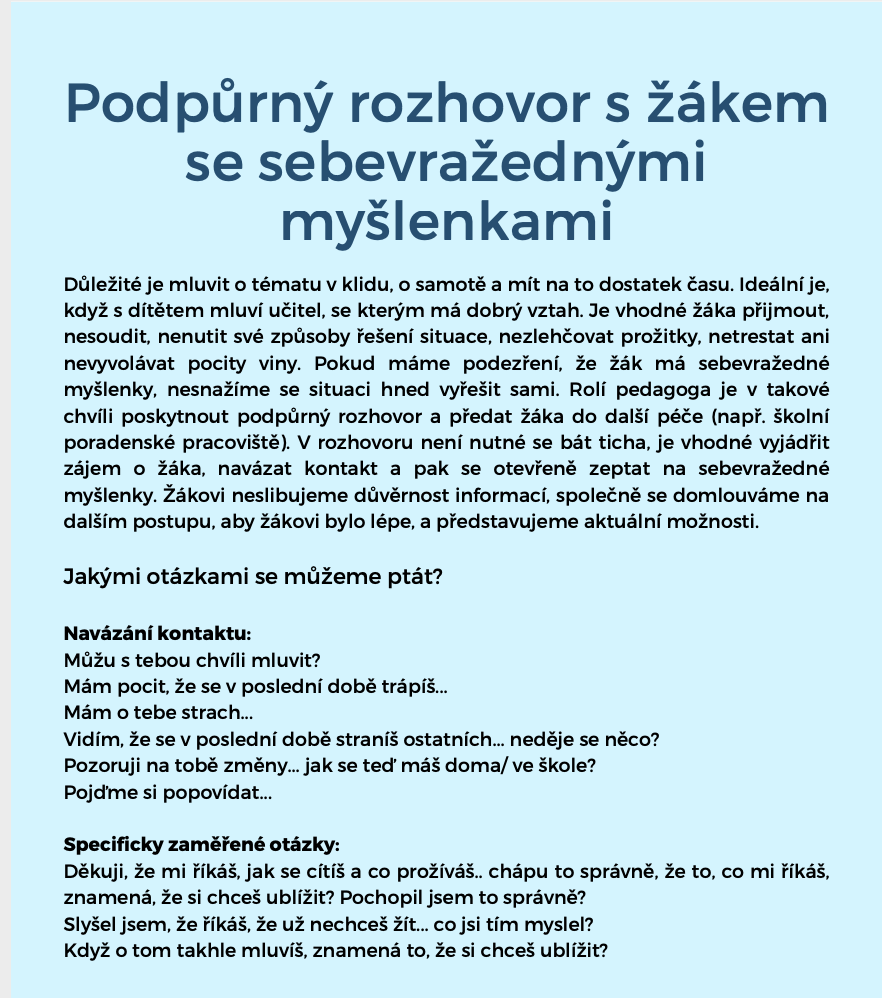 Podpůrný rozhovor s žákem
se sebevražednými
myšlenkami
Důležité je mluvit o tématu v klidu, o samotě a mít na to dostatek času. Ideální je,
když s dítětem mluví učitel, se kterým má dobrý vztah. Je vhodné žáka přijmout,
nesoudit, nenutit své způsoby řešení situace, nezlehčovat prožitky, netrestat ani
nevyvolávat pocity viny. Pokud máme podezření, že žák má sebevražedné
myšlenky, nesnažíme se situaci hned vyřešit sami. Rolí pedagoga je v takové
chvíli poskytnout podpůrný rozhovor a předat žáka do další péče (např. školní
poradenské pracoviště). V rozhovoru není nutné se bát ticha, je vhodné vyjádřit
zájem o žáka, navázat kontakt a pak se otevřeně zeptat na sebevražedné
myšlenky. Žákovi neslibujeme důvěrnost informací, společně se domlouváme na
dalším postupu, aby žákovi bylo lépe, a představujeme aktuální možnosti.
Jakými otázkami se můžeme ptát?
Navázání kontaktu:
Můžu s tebou chvíli mluvit?
Mám pocit, že se v poslední době trápíš...
Mám o tebe strach...
Vidím, že se v poslední době straníš ostatních... neděje se něco?
Pozoruji na tobě změny... jak se teď máš doma/ ve škole?
Pojďme si popovídat...
Specificky zaměřené otázky:
Děkuji, že mi říkáš, jak se cítíš a co prožíváš.. chápu to správně, že to, co mi říkáš,
znamená, že si chceš ublížit? Pochopil jsem to správně?
Slyšel jsem, že říkáš, že už nechceš žít... co jsi tím myslel?
Když o tom takhle mluvíš, znamená to, že si chceš ublížit?